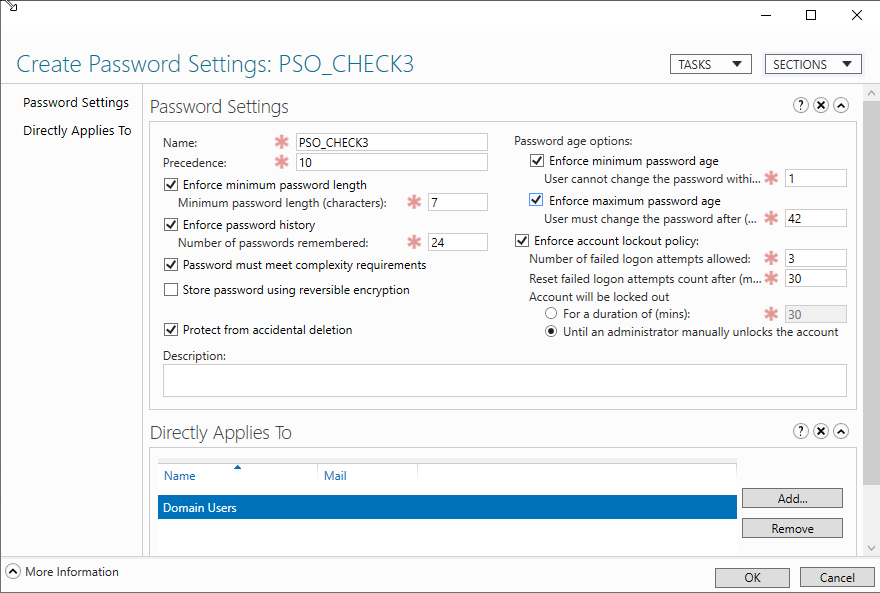 Create Password Settings: PSO_CHECK3
TASKS
SECTIONS
Password Settings
Directly Applies To
Password Settings
Name:
PSO_CHECK3
Precedence:
10
Enforce minimum password length
Minimum password length (characters):
7
Enforce password history
Number of passwords remembered:
24
Password must meet complexity requirements
Store password using reversible encryption
Protect from accidental deletion
Password age options:
Enforce minimum password age
User cannot change the password withi...
1
Enforce maximum password age
User must change the password after (...
42
Enforce account lockout policy:
Number of failed logon attempts allowed:
3
Reset failed logon attempts count after (m...
30
Account will be locked out
For a duration of (mins):
30
Until an administrator manually unlocks the account
Description:
Directly Applies To
Name
Mail
Domain Users
Add...
Remove
More Information
OK
Cancel